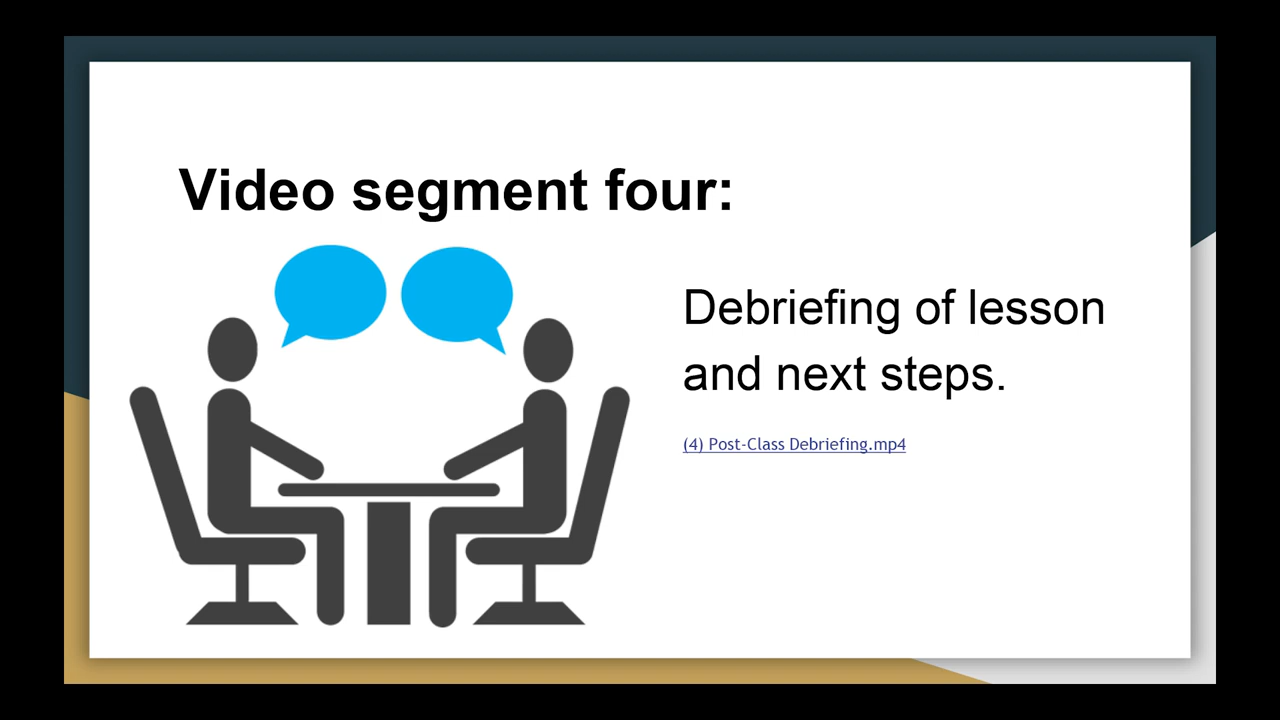 Video segment four:
Debriefing of lesson
and next steps.
(4) Post-Class Debriefing.mp4